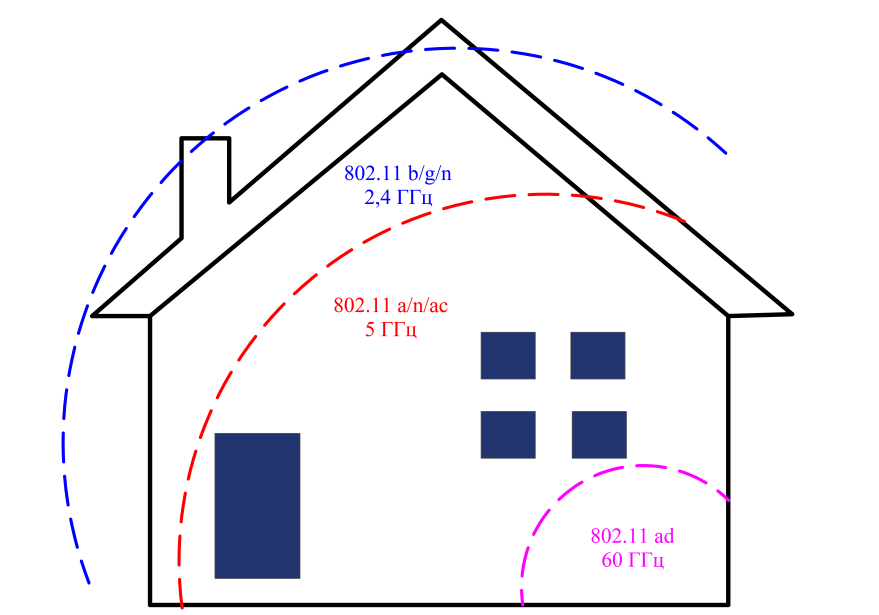 802.11 b/g/n
2,4 ГГц
802.11 a/n/ac
5 ГГц
802.11 ad
60 ГГц